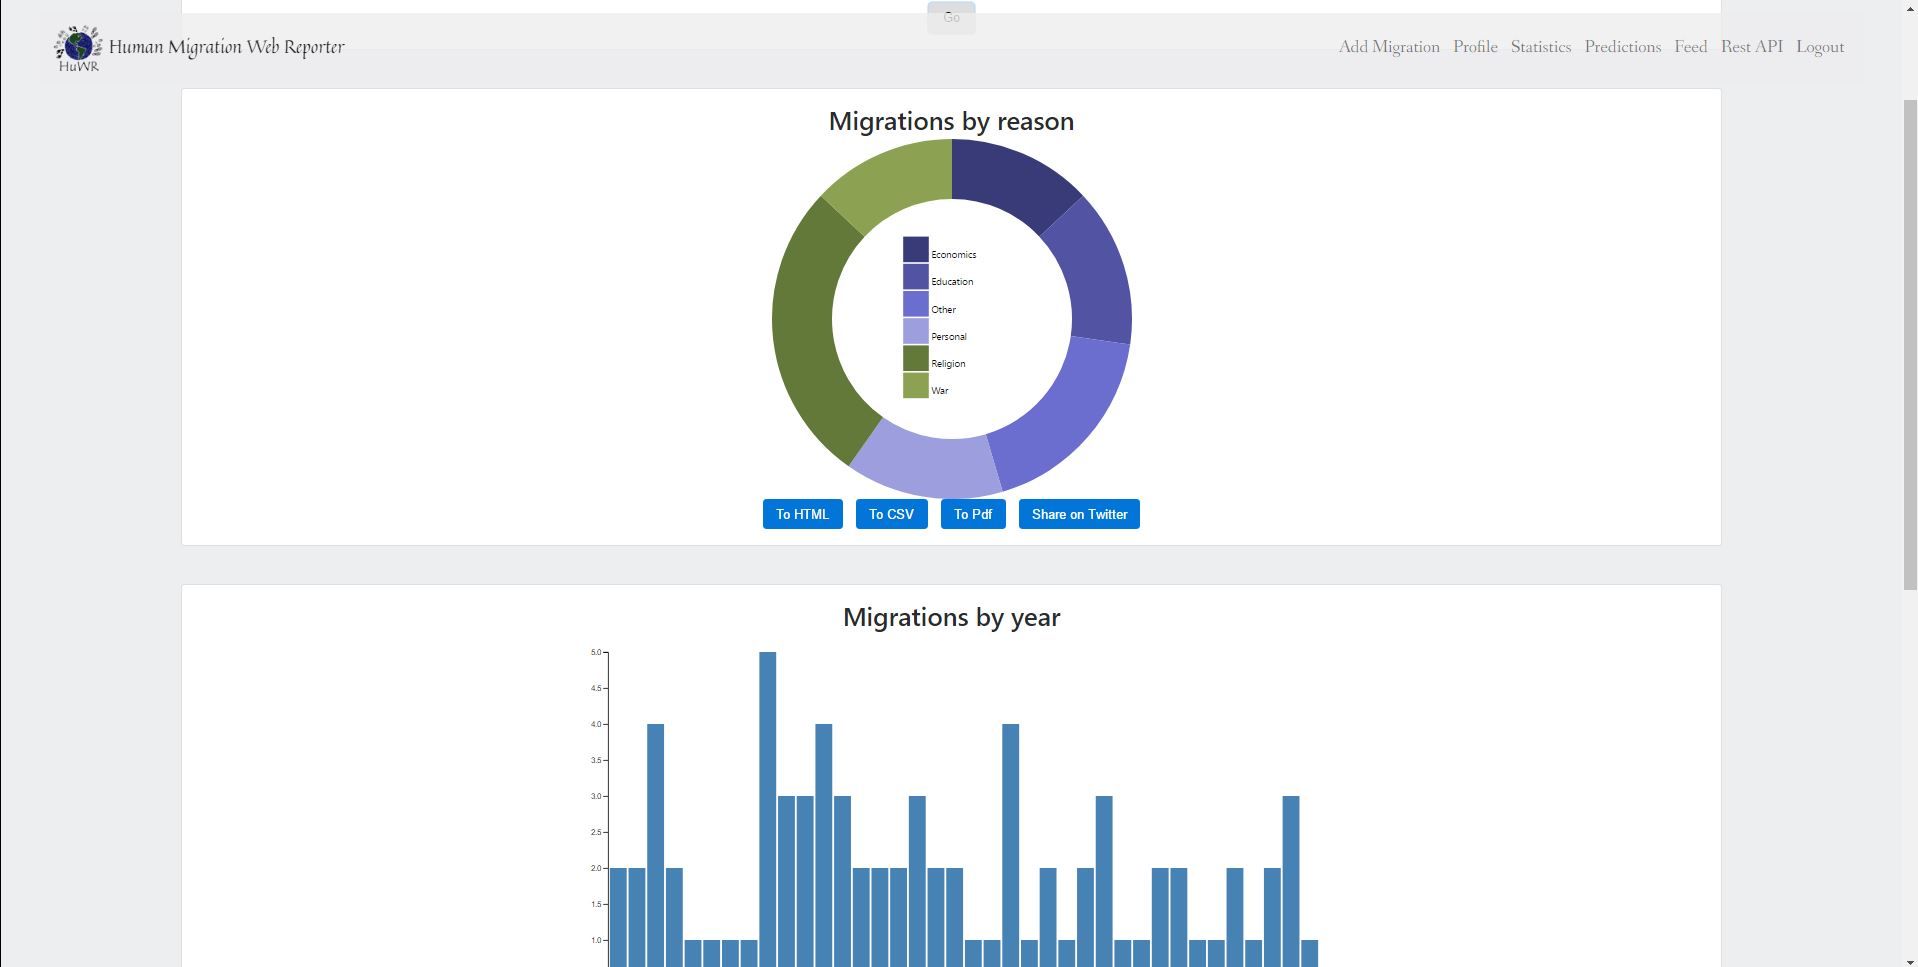 Go
HuWR
Human Migration Web Reporter
Add Migration Profile Statistics Predictions Feed Rest API Logout
Migrations by reason
Economics
Education
Other
Personal
Religion
War
To HTML To CSV To Pdf Share on Twitter
Migrations by year
5.0
4.5
4.0
3.5
3.0
2.5
2.0
1.5
1.0